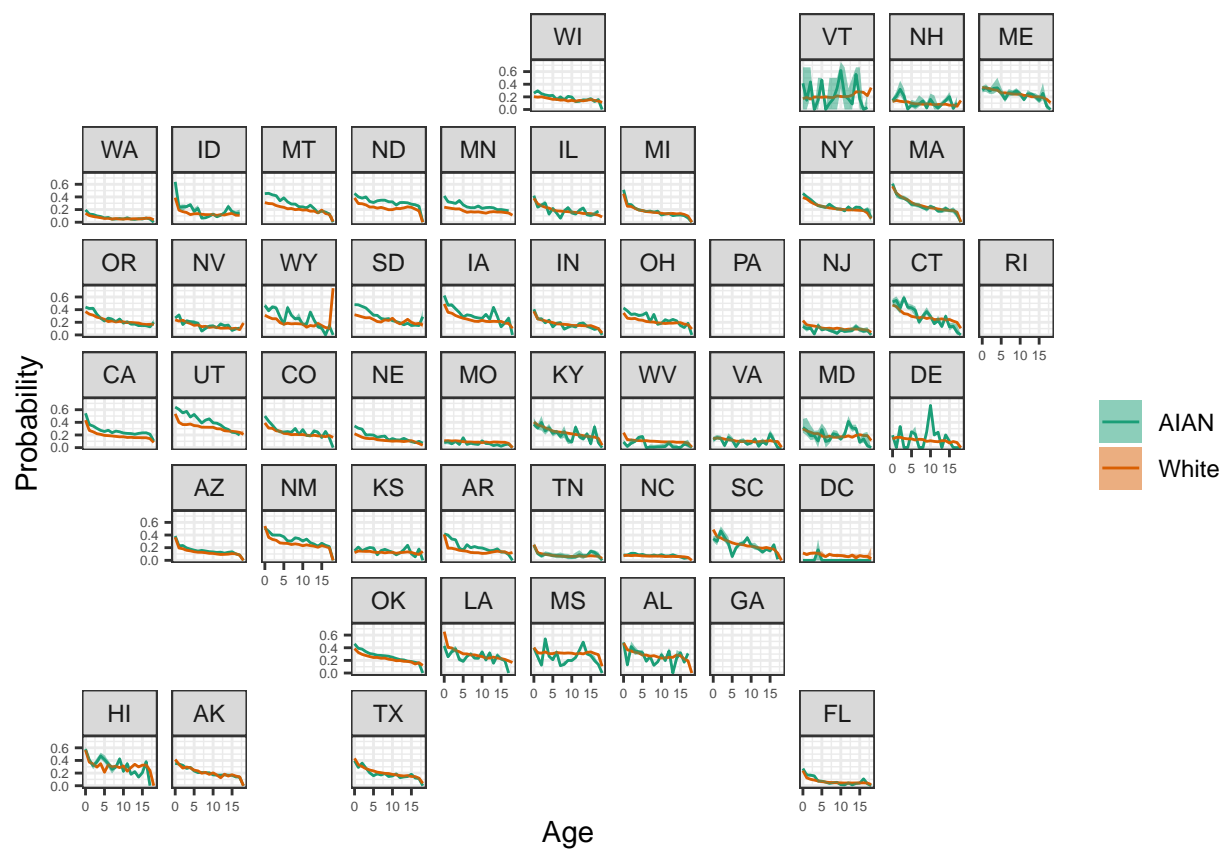 WI VT NH ME
0.6
0.4
0.2
0.0
WA ID MT ND MN IL MI NY MA
0.6
0.4
0.2
0.0
OR NV WY SD IA IN OH PA NJ CT RI
0.6
0.4
0.2
0.0
0 5 10 15
CA UT CO NE MO KY WV VA MD DE
0.6
0.4
0.2
0.0
0 5 10 15
AZ NM KS AR TN NC SC DC
0.6
0.4
0.2
0.0
0 5 10 15 0 5 10 15
OK LA MS AL GA
0.6
0.4
0.2
0.0
0 5 10 15 0 5 10 15 0 5 10 15 0 5 10 15
HI AK TX FL
0.6
0.4
0.2
0.0
0 5 10 15 0 5 10 15 0 5 10 15 0 5 10 15
Age
Probability
AIAN
White